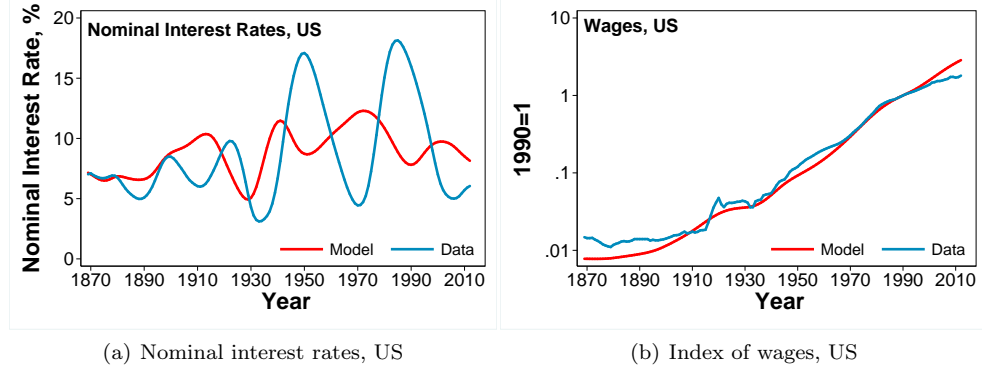 Nominal Interest Rates, US
Nominal Interest Rate, %
20
15
10
5
0
Model
Data
1870 1890 1910 1930 1950 1970 1990 2010
Year
(a) Nominal interest rates, US
Wages, US
1990=1
10
1
.1
.01
Model
Data
1870 1890 1910 1930 1950 1970 1990 2010
Year
(b) Index of wages, US